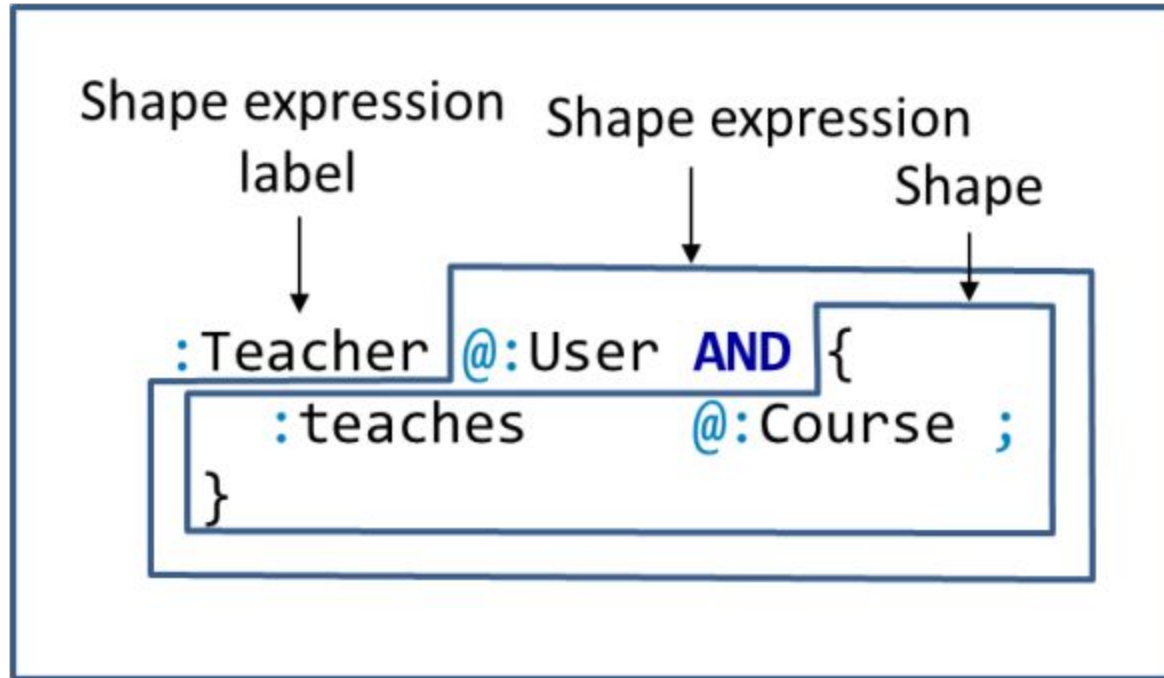 Shape expression
label
Shape expression
Shape
:Teacher @:User AND {
:teaches @:Course ;
}